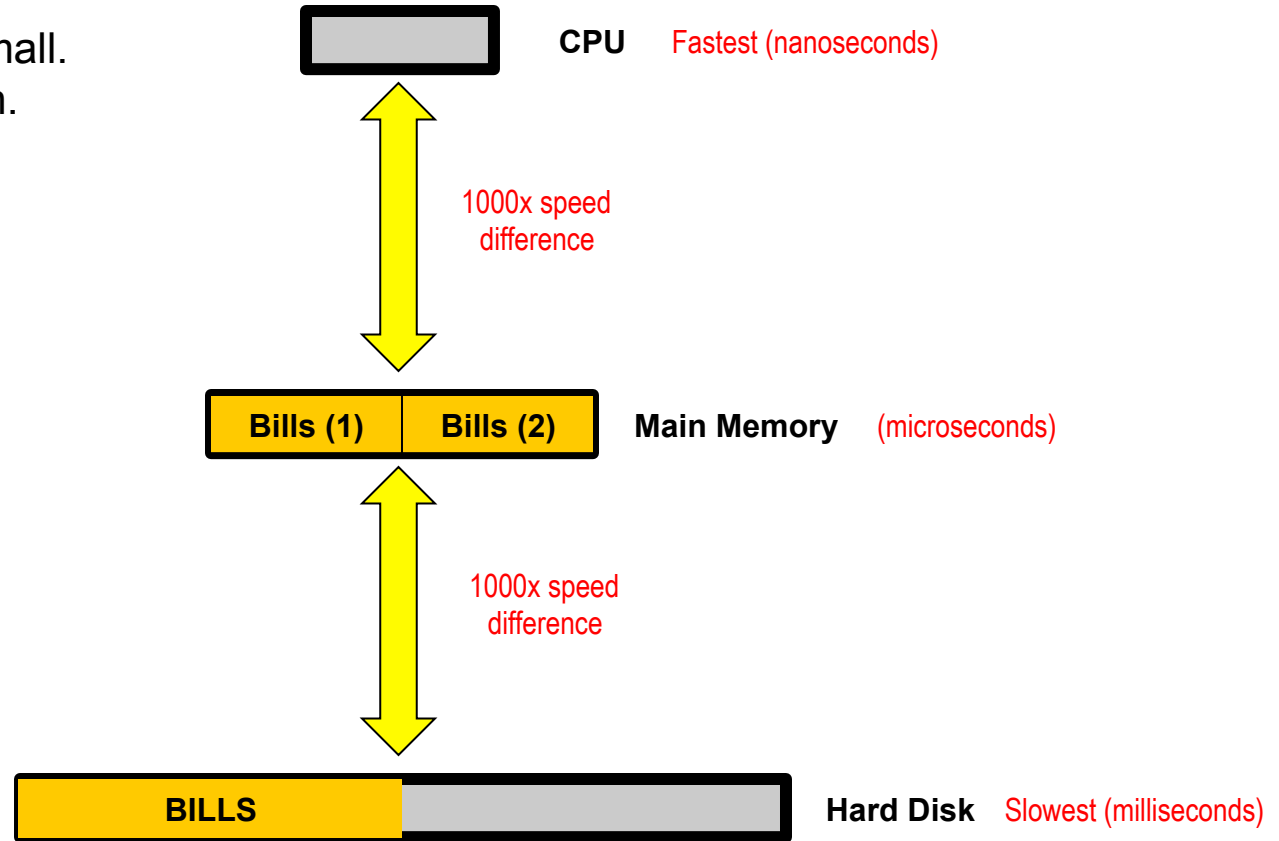 mall.
CPU Fastest (nanoseconds)
1000x speed
difference
Bills (1) Bills (2) Main Memory (microseconds)
1000x speed
difference
BILLS Hard Disk Slowest (milliseconds)